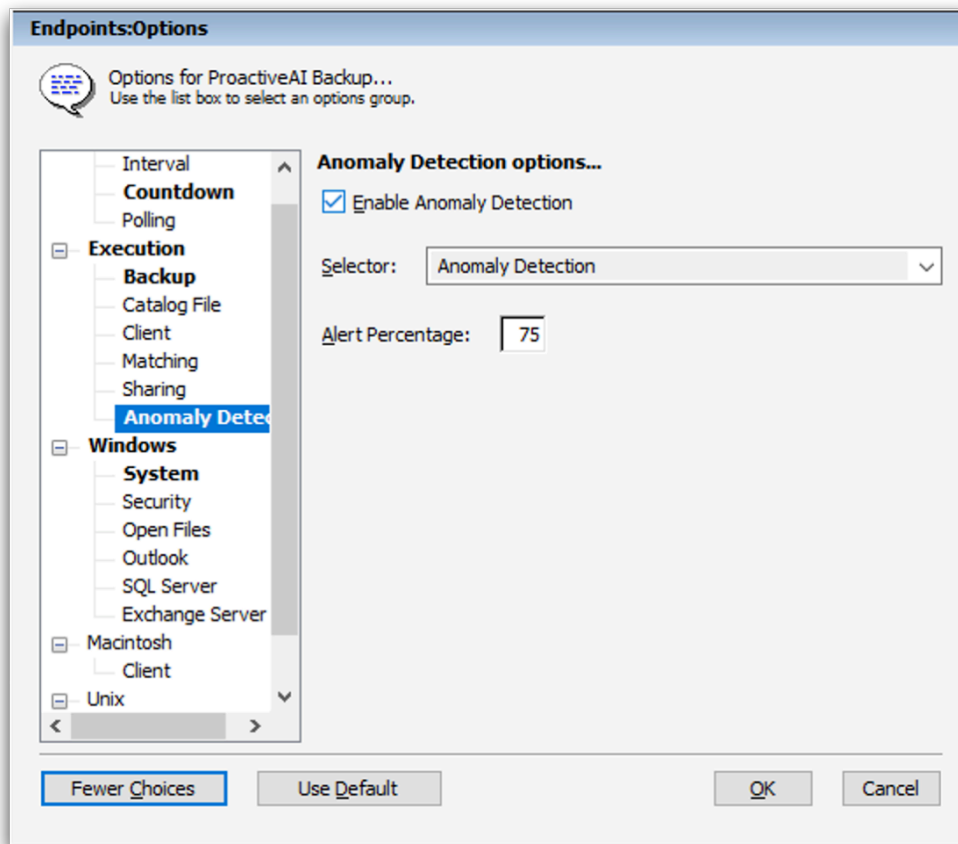 Endpoints:Options
Options for ProactiveAI Backup...
Use the list box to select an options group.
Interval
Countdown
Polling
Execution
Backup
Catalog File
Client
Matching
Sharing
Anomaly Detec
Windows
System
Security
Open Files
Outlook
SQL Server
Exchange Server
Macintosh
Client
Unix
Anomaly Detection options...
Enable Anomaly Detection
Selector: Anomaly Detection
Alert Percentage: 75
Fewer Choices Use Default OK Cancel